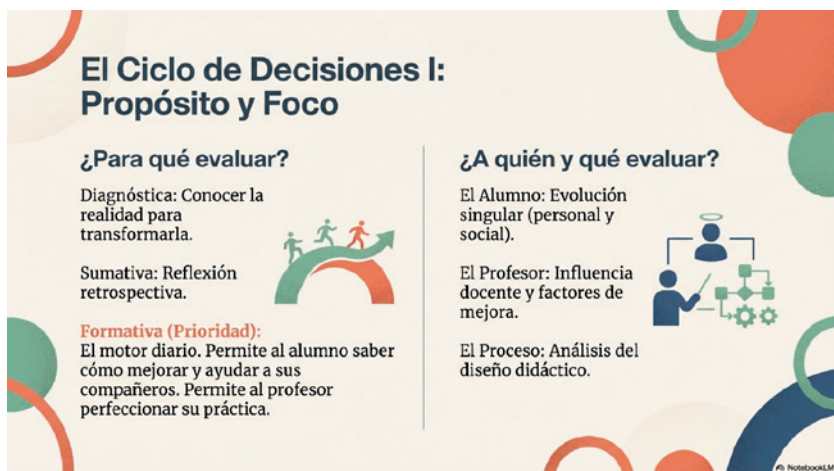 El Ciclo de Decisiones I:
Propósito y Foco
¿Para qué evaluar?
Diagnóstica: Conocer la
realidad para
transformarla.
Sumativa: Reflexión
retrospectiva.
Formativa (Prioridad):
El motor diario. Permite al alumno saber
cómo mejorar y ayudar a sus
compañeros. Permite al profesor
perfeccionar su práctica.
¿A quién y qué evaluar?
El Alumno: Evolución
singular (personal y
social).
El Profesor: Influencia
docente y factores de
mejora.
El Proceso: Análisis del
diseño didáctico.
NotebookLM